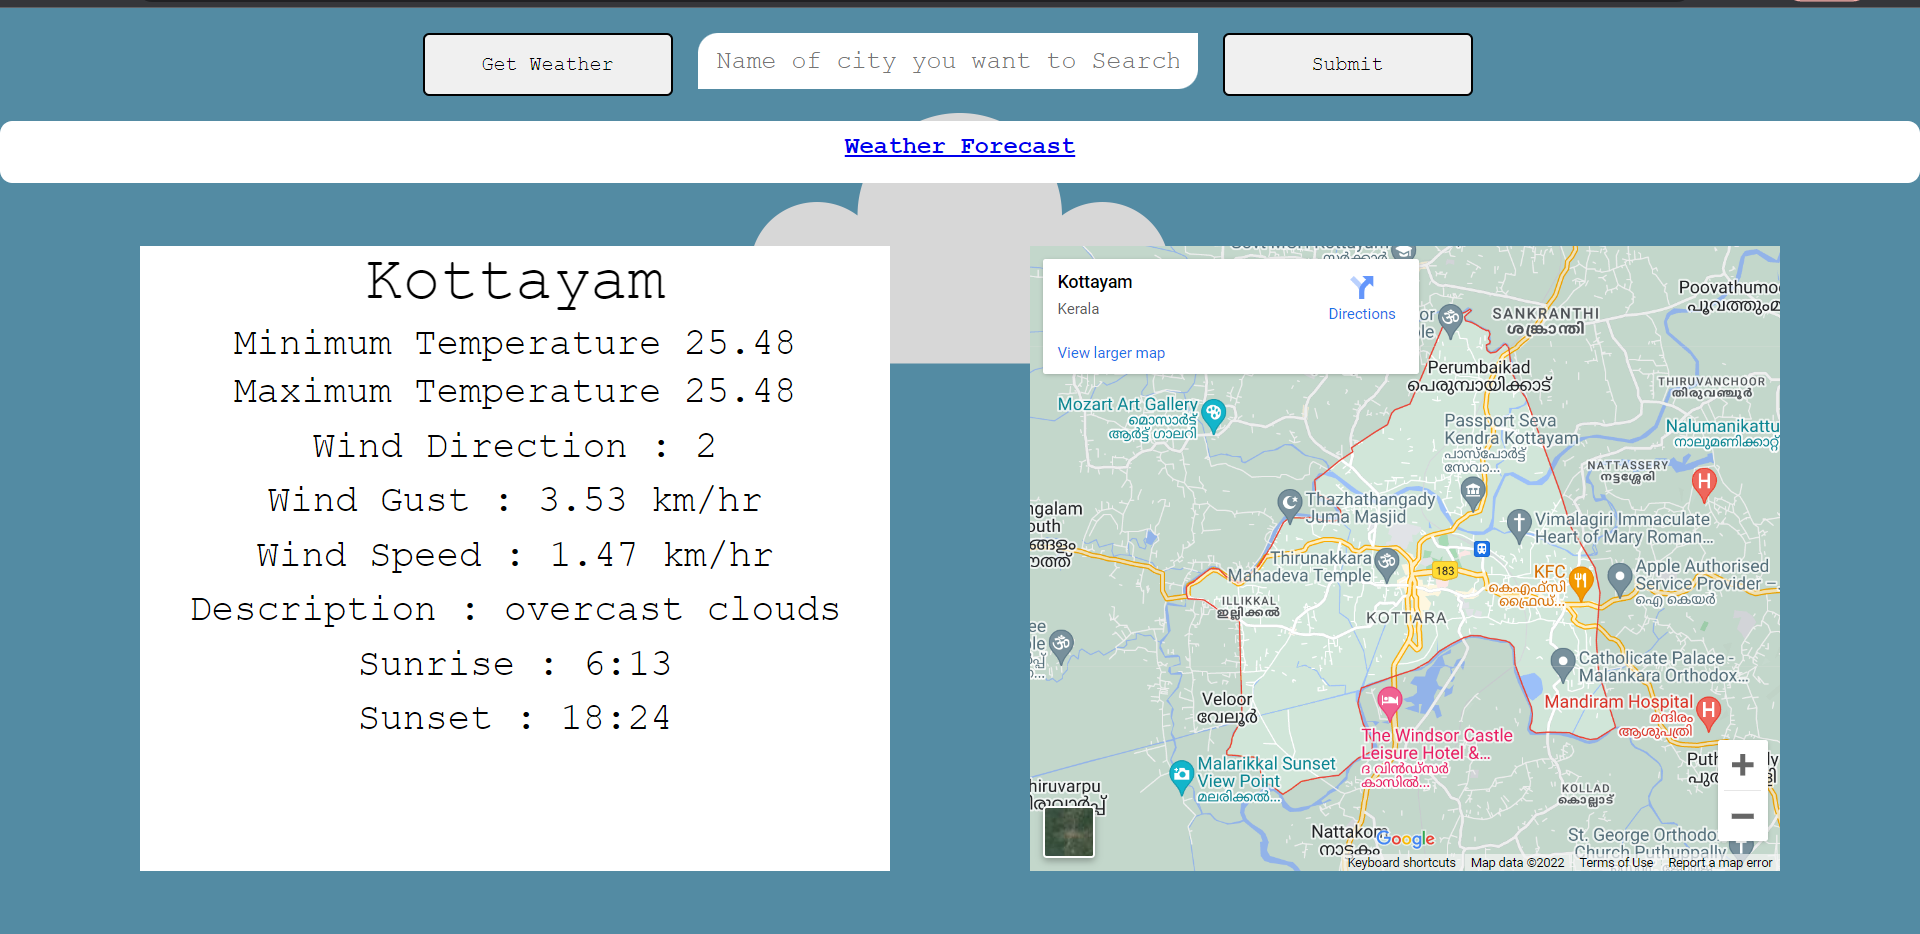 Get Weather
Name of city you want to Search
Submit
Weather Forecast
Kottayam
Minimum Temperature 25.48
Maximum Temperature 25.48
Wind Direction : 2
Wind Gust : 3.53 km/hr
Wind Speed : 1.47 km/hr
Description : overcast clouds
Sunrise : 6:13
Sunset : 18:24
Kottayam
Kerala
Directions
View larger map
Poovathumo
SANKRANTHI
ശങ്ക്രാന്തി
Perumbaikad
പെരുമ്പായിക്കാട്
THIRUVANCHOOR
തിരുവഞ്ചൂർ
Mozart Art Gallery
മൊസാർട്ട്
ആർട്ട് ഗാലറി
Passport Seva
Kendra Kottayam
പാസ്പോർട്ട്
സേവാ...
Nalumanikattu
നാലുമണിക്കാറ്റ്
NATTASSERY
നട്ടാശ്ശേരി
Thazhathangady
Juma Masjid
ngalam
outh
Vimalagiri Immaculate
Heart of Mary Roman...
Thirunakkara
Mahadeva Temple
183
KFC
കെഎഫ്സി
ഫ്രൈഡ്...
Apple Authorised
Service Provider –
ഐ കെയർ
ILLIKKAL
ഇല്ലിക്കൽ
KOTTARA
Catholicate Palace -
Malankara Orthodox...
Veloor
വേലൂർ
Mandiram Hospital
മന്ദിരം
ആശുപത്രി
The Windsor Castle
Leisure Hotel &...
ദ വിൻഡ്സർ
കാസിൽ...
Malarikkal Sunset
View Point
മലരിക്കൽ...
hiruvarpu
KOLLAD
കൊല്ലാട്
Nattakom
നാട്ടകം
Google
St. George Orthodo
Church Puthuppally
Keyboard shortcuts
Map data ©2022
Terms of Use
Report a map error